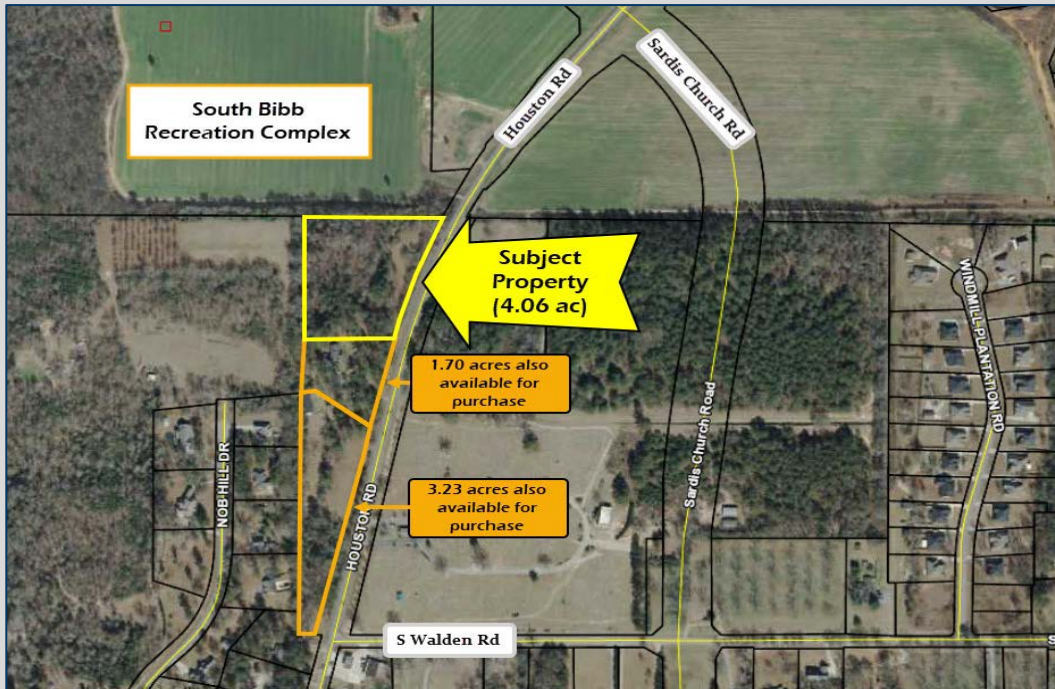 South Bibb
Recreation Complex
Houston Rd
Sardis Church Rd
Subject
Property
(4.06 ac)
WINDMILL PLANTATION RD
1.70 acres also
available for
purchase
Sardis Church Road
NOB HILL DR
3.23 acres also
available for
purchase
HOUSTON RD
S Walden Rd
S